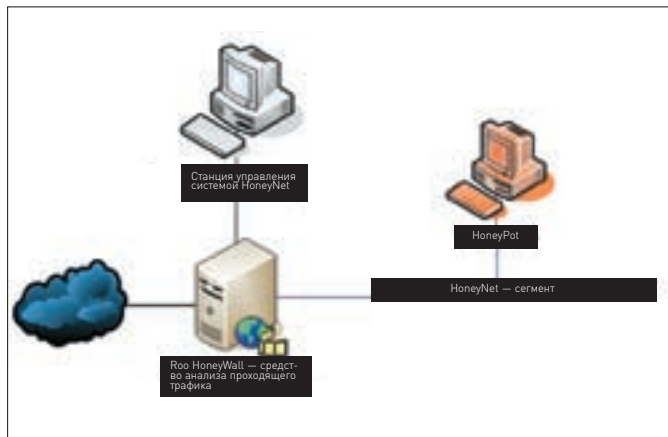 Станция управления
системой HoneyNet
HoneyPot
HoneyNet — сегмент
Roo HoneyWall — средст-
во анализа проходящего
трафика